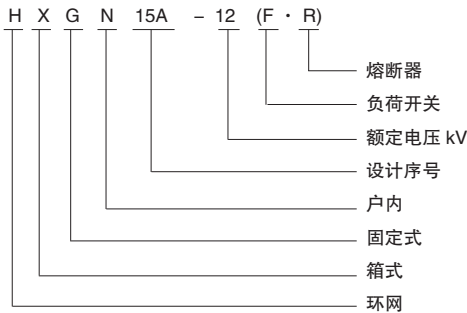 H X G N 15A – 12 (F · R)
熔断器
负荷开关
额定电压 kV
设计序号
户内
固定式
箱式
环网